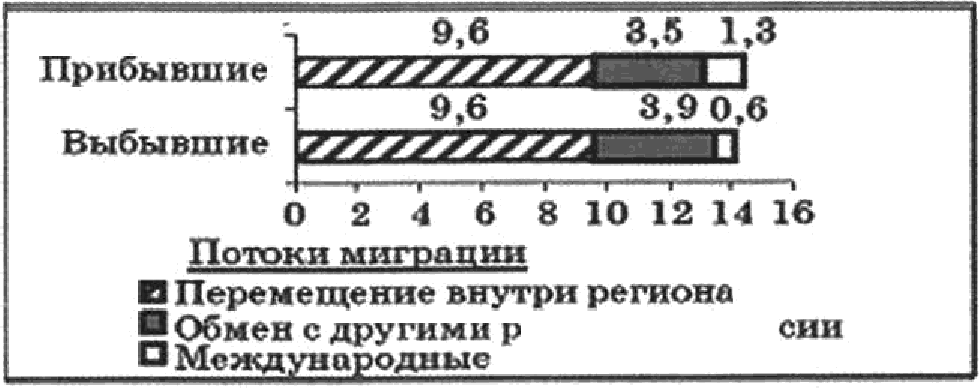 9,6 3,5 1,3
Прибывшие
9,6 3,9 0,6
Выбывшие
0 2 4 6 8 10 12 14 16
Потоки миграции
Перемещение внутри региона
Обмен с другими р сии
Международные